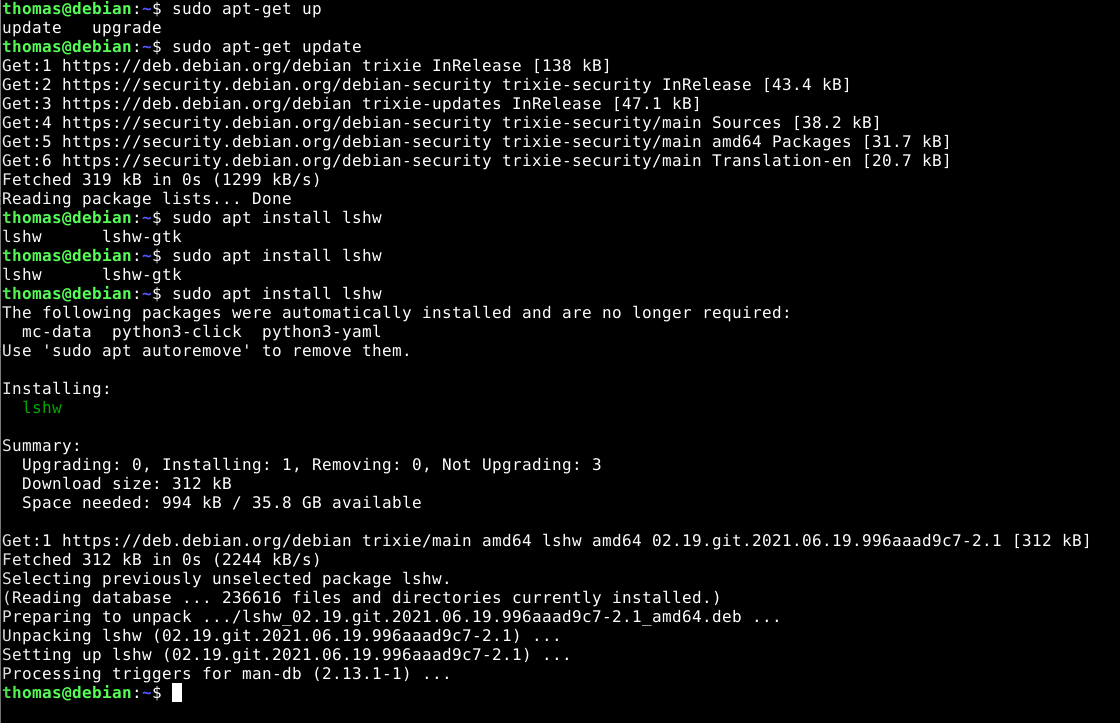 thomas@debian:~$ sudo apt-get up
update   upgrade
thomas@debian:~$ sudo apt-get update
Get:1 https://deb.debian.org/debian trixie InRelease [138 kB]
Get:2 https://security.debian.org/debian-security trixie-security InRelease [43.4 kB]
Get:3 https://deb.debian.org/debian trixie-updates InRelease [47.1 kB]
Get:4 https://security.debian.org/debian-security trixie-security/main Sources [38.2 kB]
Get:5 https://security.debian.org/debian-security trixie-security/main amd64 Packages [31.7 kB]
Get:6 https://security.debian.org/debian-security trixie-security/main Translation-en [20.7 kB]
Fetched 319 kB in 0s (1299 kB/s)
Reading package lists... Done
thomas@debian:~$ sudo apt install lshw
lshw      lshw-gtk
thomas@debian:~$ sudo apt install lshw
lshw      lshw-gtk
thomas@debian:~$ sudo apt install lshw
The following packages were automatically installed and are no longer required:
  mc-data  python3-click  python3-yaml
Use 'sudo apt autoremove' to remove them.

Installing:
  lshw

Summary:
  Upgrading: 0, Installing: 1, Removing: 0, Not Upgrading: 3
  Download size: 312 kB
  Space needed: 994 kB / 35.8 GB available

Get:1 https://deb.debian.org/debian trixie/main amd64 lshw amd64 02.19.git.2021.06.19.996aaad9c7-2.1 [312 kB]
Fetched 312 kB in 0s (2244 kB/s)
Selecting previously unselected package lshw.
(Reading database ... 236616 files and directories currently installed.)
Preparing to unpack .../lshw_02.19.git.2021.06.19.996aaad9c7-2.1_amd64.deb ...
Unpacking lshw (02.19.git.2021.06.19.996aaad9c7-2.1) ...
Setting up lshw (02.19.git.2021.06.19.996aaad9c7-2.1) ...
Processing triggers for man-db (2.13.1-1) ...
thomas@debian:~$